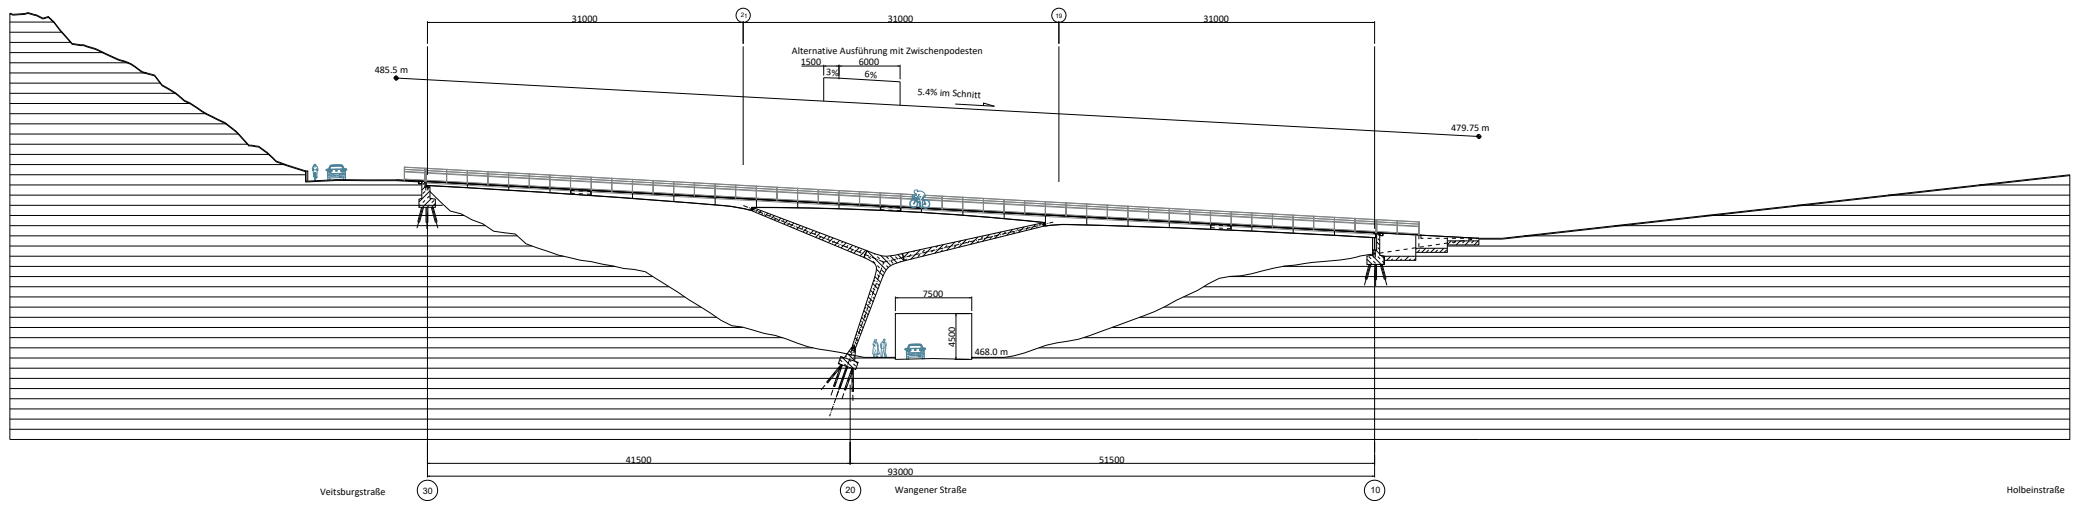 31000
21
31000
19
31000
Alternative Ausführung mit Zwischenpodesten
1500
6000
3%
6%
485.5 m
5.4% im Schnitt
479.75 m
7500
4500
468.0 m
41500
51500
93000
Veitsburgstraße
30
20
Wangener Straße
10
Holbeinstraße